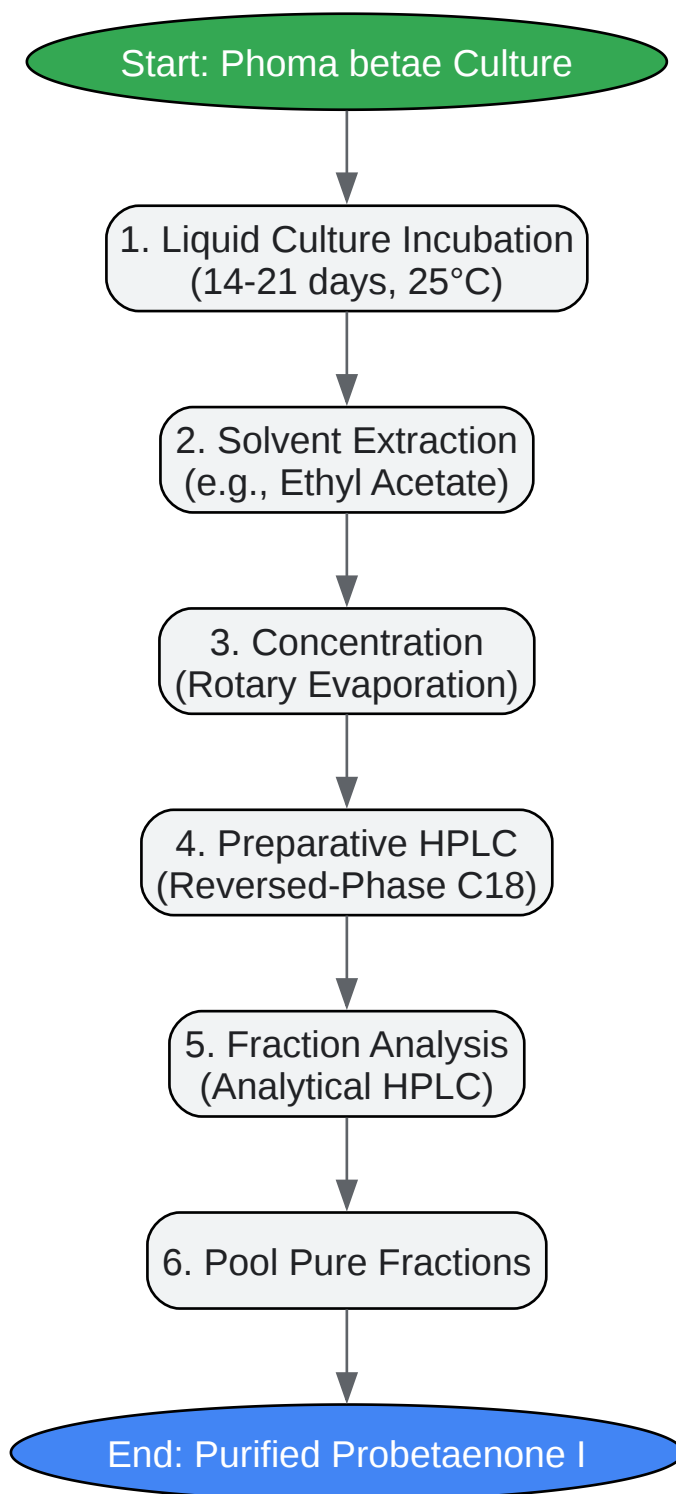 Start: Phoma betae Culture
1. Liquid Culture Incubation
(14-21 days, 25°C)
2. Solvent Extraction
(e.g., Ethyl Acetate)
3. Concentration
(Rotary Evaporation)
4. Preparative HPLC
(Reversed-Phase C18)
5. Fraction Analysis
(Analytical HPLC)
6. Pool Pure Fractions
End: Purified Probetaenone I